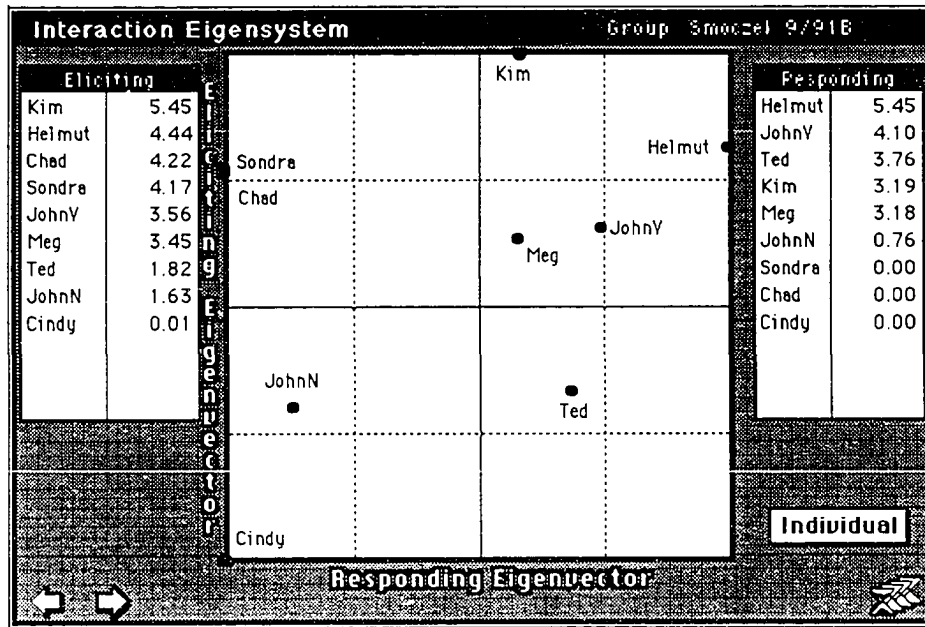 Interaction Eigensystem
Group Smoczek 9/91B
Eliciting
Kim 5.45
Helmut 4.44
Chad 4.22
Sondra 4.17
JohnV 3.56
Meg 3.45
Ted 1.82
JohnN 1.63
Cindy 0.01
Eliciting Eigenvector
Kim
Helmut
Sondra
Chad
JohnV
Meg
JohnN
Ted
Cindy
Responding Eigenvector
Responding
Helmut 5.45
JohnV 4.10
Ted 3.76
Kim 3.19
Meg 3.18
JohnN 0.76
Sondra 0.00
Chad 0.00
Cindy 0.00
Individual